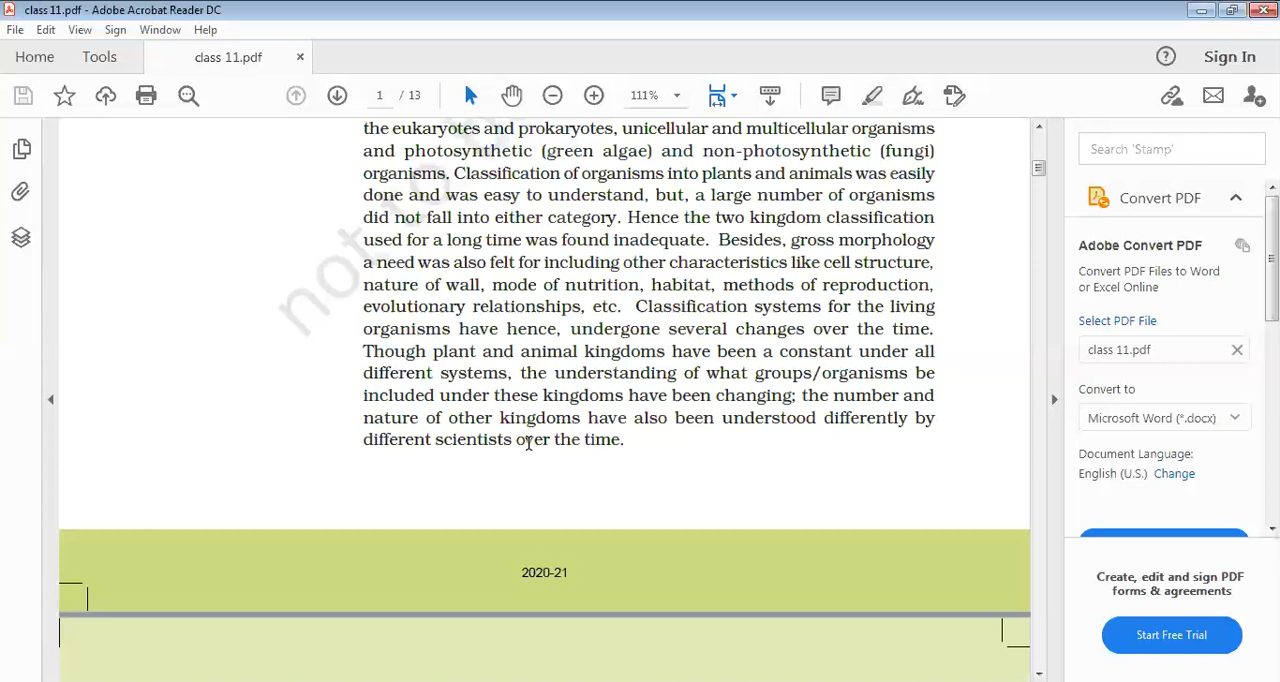 class 11.pdf - Adobe Acrobat Reader DC
File Edit View Sign Window Help
Home Tools class 11.pdf × Sign In
1 / 13 111%
the eukaryotes and prokaryotes, unicellular and multicellular organisms
and photosynthetic (green algae) and non-photosynthetic (fungi)
organisms. Classification of organisms into plants and animals was easily
done and was easy to understand, but, a large number of organisms
did not fall into either category. Hence the two kingdom classification
used for a long time was found inadequate. Besides, gross morphology
a need was also felt for including other characteristics like cell structure,
nature of wall, mode of nutrition, habitat, methods of reproduction,
evolutionary relationships, etc. Classification systems for the living
organisms have hence, undergone several changes over the time.
Though plant and animal kingdoms have been a constant under all
different systems, the understanding of what groups/organisms be
included under these kingdoms have been changing; the number and
nature of other kingdoms have also been understood differently by
different scientists over the time.
not to b
2020-21
Search 'Stamp'
Convert PDF
Adobe Convert PDF
Convert PDF Files to Word
or Excel Online
Select PDF File
class 11.pdf
Convert to
Microsoft Word (*.docx)
Document Language:
English (U.S.) Change
Create, edit and sign PDF
forms & agreements
Start Free Trial